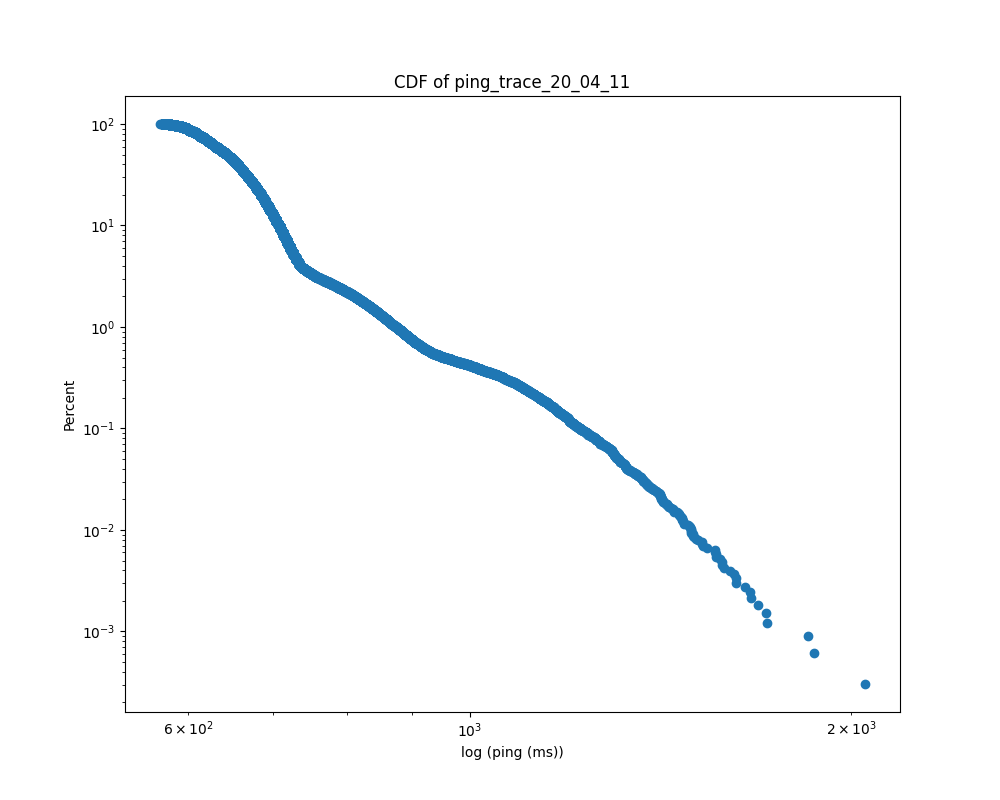 CDF of ping_trace_20_04_11
10²
10¹
10⁰
10⁻¹
10⁻²
10⁻³
Percent
6 × 10² 10³ 2 × 10³
log (ping (ms))